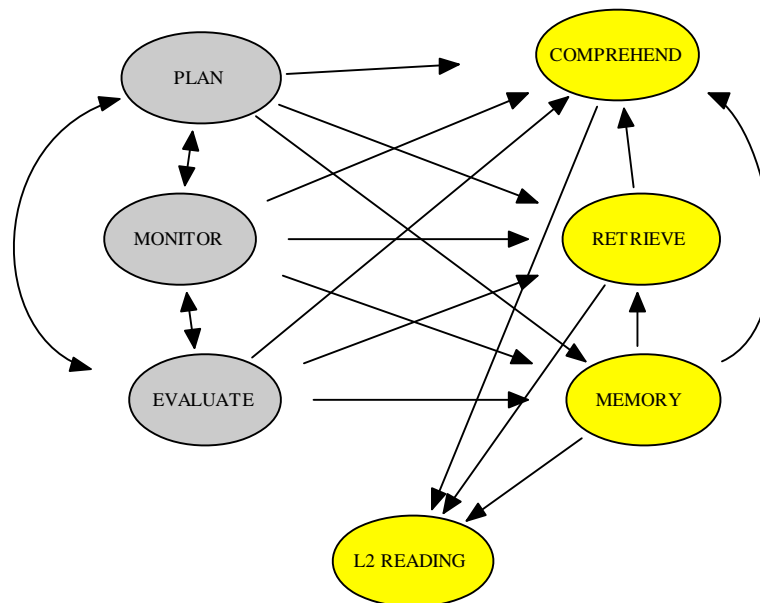 COMPREHEND
PLAN
MONITOR
RETRIEVE
EVALUATE
MEMORY
L2 READING